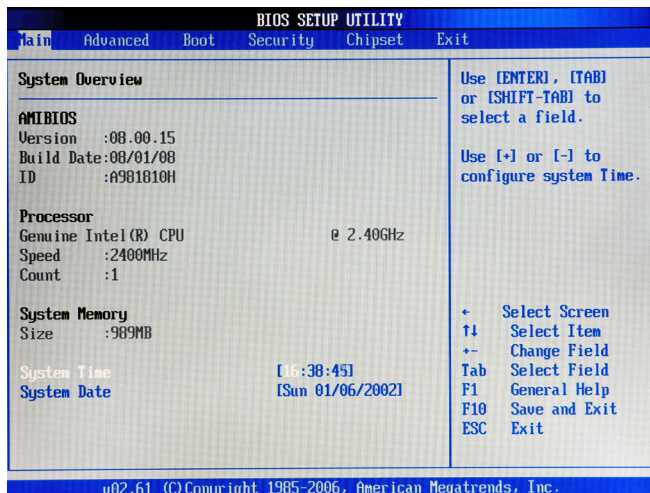 BIOS SETUP UTILITY
Main Advanced Boot Security Chipset Exit
System Overview
AMIBIOS
Version :08.00.15
Build Date:08/01/08
ID :A981810H
Processor
Genuine Intel(R) CPU @ 2.40GHz
Speed :2400MHz
Count :1
System Memory
Size :989MB
System Time [16:38:45]
System Date [Sun 01/06/2002]
Use [ENTER], [TAB]
or [SHIFT-TAB] to
select a field.
Use [+] or [-] to
configure system Time.
← Select Screen
↑↓ Select Item
+- Change Field
Tab Select Field
F1 General Help
F10 Save and Exit
ESC Exit
v02.61 (C)Copyright 1985-2006, American Megatrends, Inc.